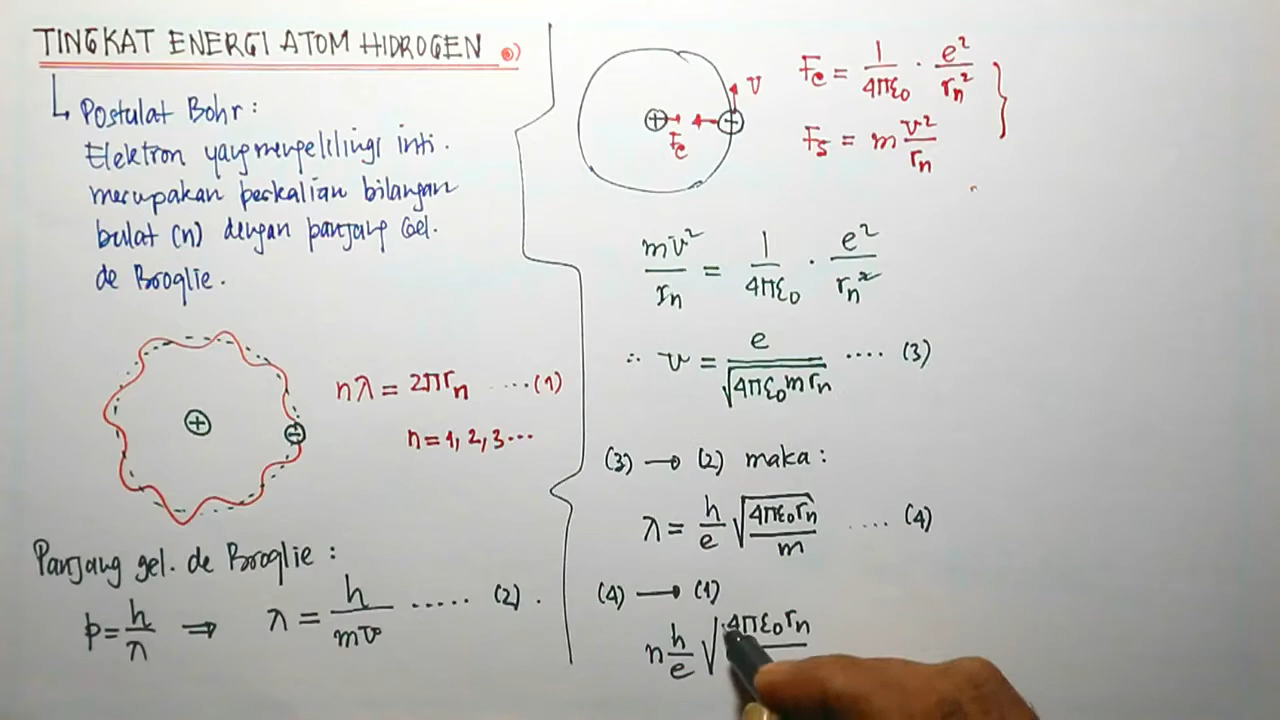 TINGKAT ENERGI ATOM HIDROGEN
Postulat Bohr :
Elektron yang mengelilingi inti.
merupakan perkalian bilangan
bulat (n) dengan panjang Gel.
de Broglie.
nλ = 2πrn ....(1)
n = 1, 2, 3 ...
Panjang gel. de Broglie :
p = h/λ ⇒ λ = h/mv ..... (2).
v
Fe
Fe = 1/4πε0 · e²/rn²
Fs = m v²/rn
mv²/rn = 1/4πε0 · e²/rn²
∴ v = e/√4πε0mrn .... (3)
(3) → (2) maka :
λ = h/e √4πε0rn/m .... (4)
(4) → (1)
n h/e √4πε0rn